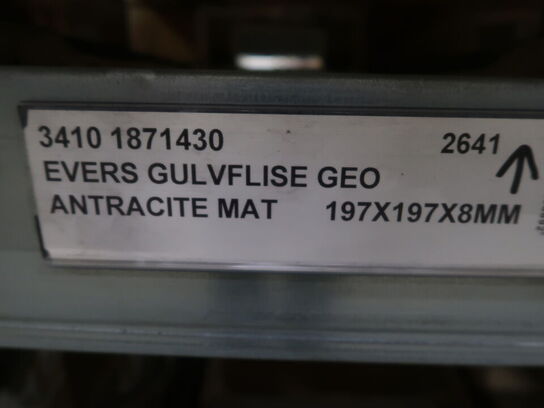 3410 1871430 2641
EVERS GULVFLISE GEO
ANTRACITE MAT 197X197X8MM